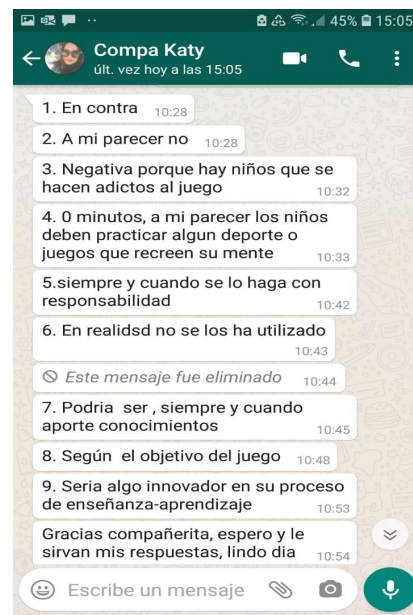 45% 15:05
Compa Katy
últ. vez hoy a las 15:05
1. En contra 10:28
2. A mi parecer no 10:28
3. Negativa porque hay niños que se
hacen adictos al juego 10:32
4. 0 minutos, a mi parecer los niños
deben practicar algun deporte o
juegos que recreen su mente 10:33
5.siempre y cuando se lo haga con
responsabilidad 10:42
6. En realidsd no se los ha utilizado
10:43
Este mensaje fue eliminado 10:44
7. Podria ser , siempre y cuando
aporte conocimientos 10:45
8. Según el objetivo del juego 10:48
9. Seria algo innovador en su proceso
de enseñanza-aprendizaje 10:53
Gracias compañerita, espero y le
sirvan mis respuestas, lindo dia 10:54
Escribe un mensaje